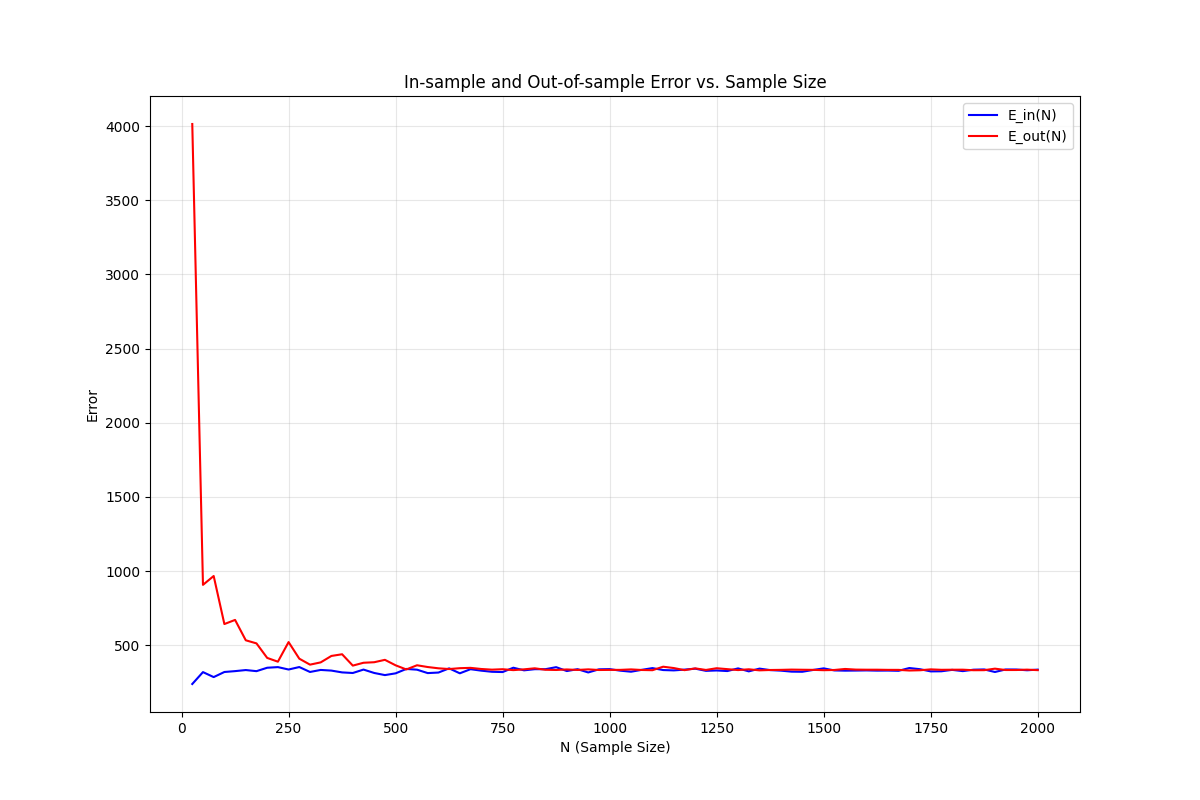 In-sample and Out-of-sample Error vs. Sample Size
E_in(N)
E_out(N)
4000
3500
3000
2500
2000
1500
1000
500
Error
0 250 500 750 1000 1250 1500 1750 2000
N (Sample Size)